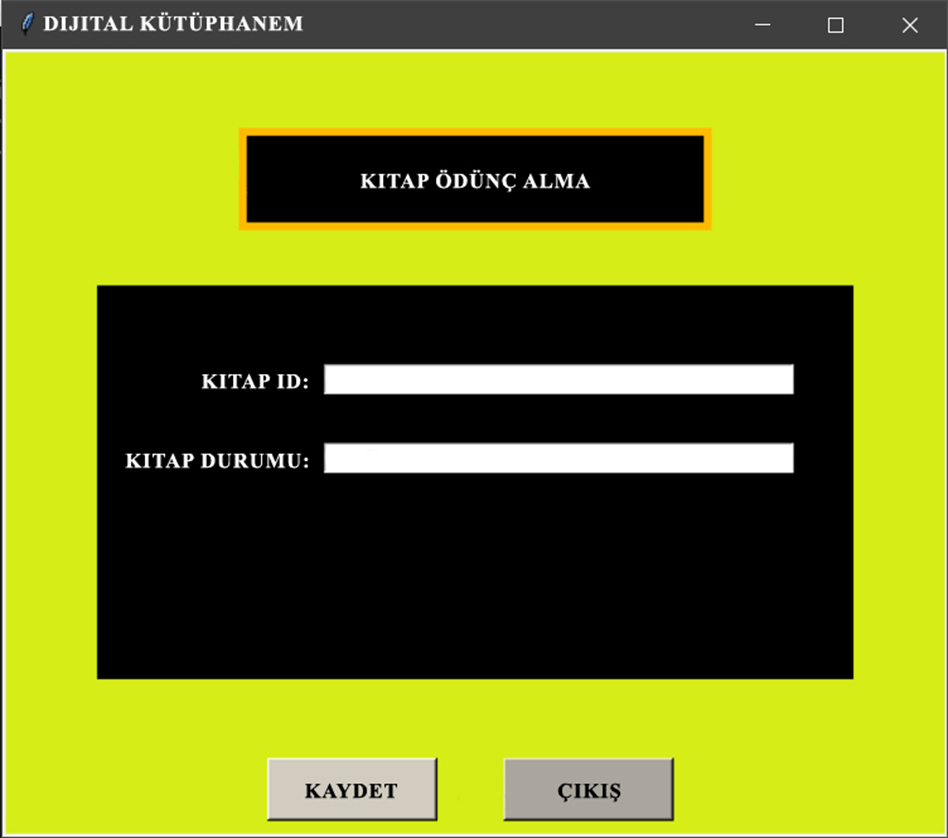 DIJITAL KÜTÜPHANEM
KITAP ÖDÜNÇ ALMA
KITAP ID:
KITAP DURUMU:
KAYDET
ÇIKIŞ